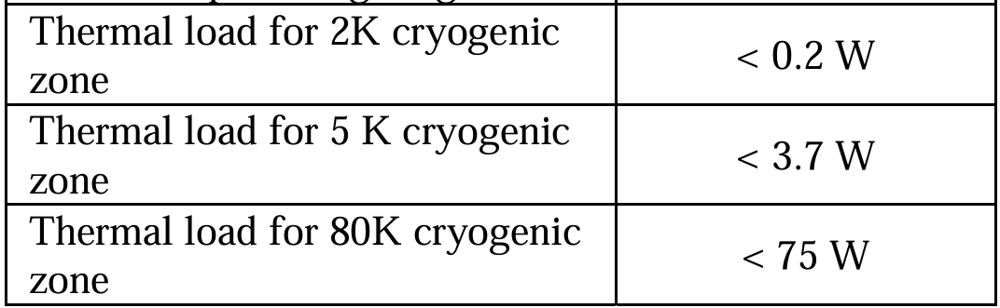 Thermal load for 2K cryogenic
zone
< 0.2 W
Thermal load for 5 K cryogenic
zone
< 3.7 W
Thermal load for 80K cryogenic
zone
< 75 W